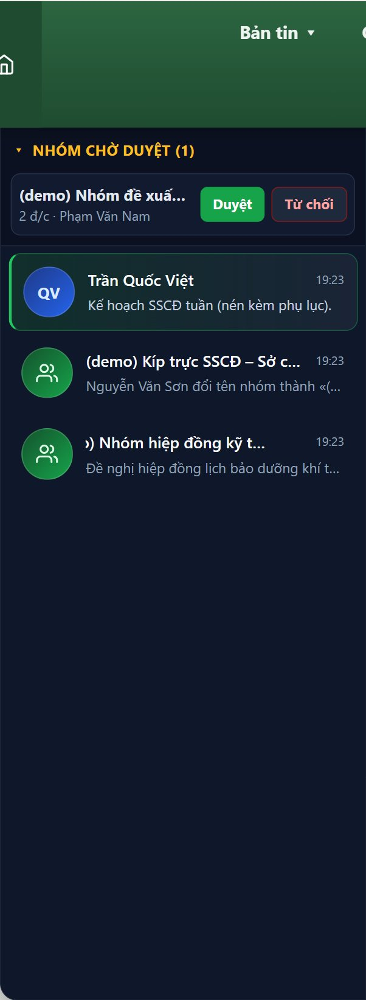 Bản tin
NHÓM CHỜ DUYỆT (1)
(demo) Nhóm đề xuấ...
2 đ/c · Phạm Văn Nam
Duyệt
Từ chối
QV
Trần Quốc Việt
19:23
Kế hoạch SSCĐ tuần (nén kèm phụ lục).
(demo) Kíp trực SSCĐ – Sở c...
19:23
Nguyễn Văn Sơn đổi tên nhóm thành «(...
) Nhóm hiệp đồng kỹ t...
19:23
Đề nghị hiệp đồng lịch bảo dưỡng khí t...